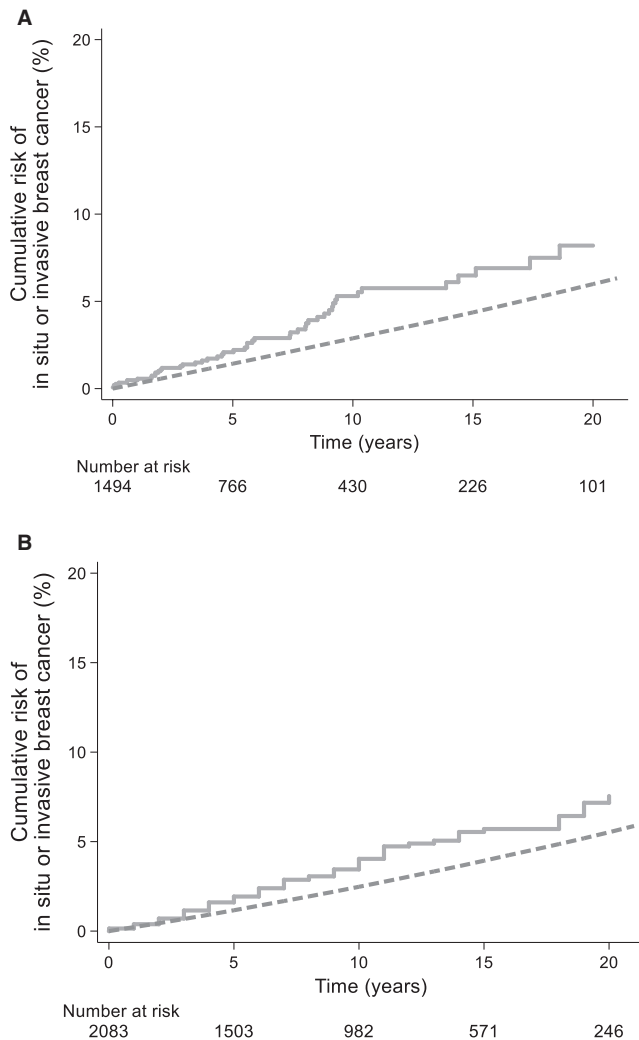 A
Cumulative risk of
in situ or invasive breast cancer (%)
20
15
10
5
0
0 5 10 15 20
Time (years)
Number at risk
1494 766 430 226 101
B
Cumulative risk of
in situ or invasive breast cancer (%)
20
15
10
5
0
0 5 10 15 20
Time (years)
Number at risk
2083 1503 982 571 246